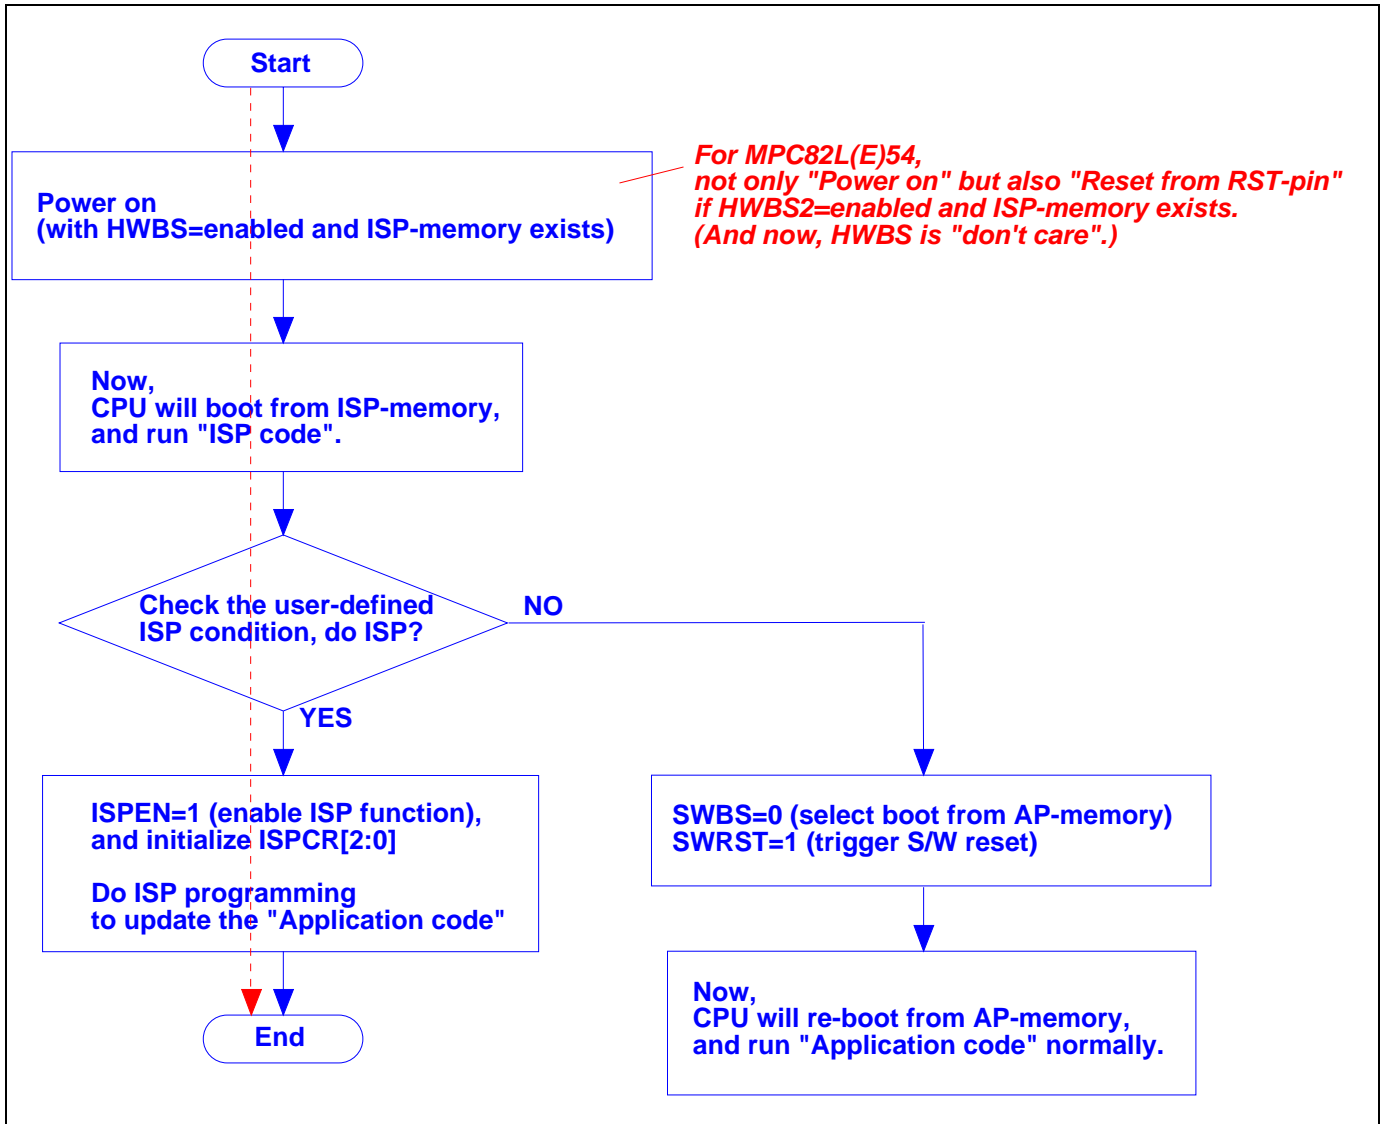 Start
Power on
(with HWBS=enabled and ISP-memory exists)
For MPC82L(E)54,
not only "Power on" but also "Reset from RST-pin"
if HWBS2=enabled and ISP-memory exists.
(And now, HWBS is "don't care".)
Now,
CPU will boot from ISP-memory,
and run "ISP code".
Check the user-defined
ISP condition, do ISP?
NO
YES
ISPEN=1 (enable ISP function),
and initialize ISPCR[2:0]
Do ISP programming
to update the "Application code"
SWBS=0 (select boot from AP-memory)
SWRST=1 (trigger S/W reset)
Now,
CPU will re-boot from AP-memory,
and run "Application code" normally.
End